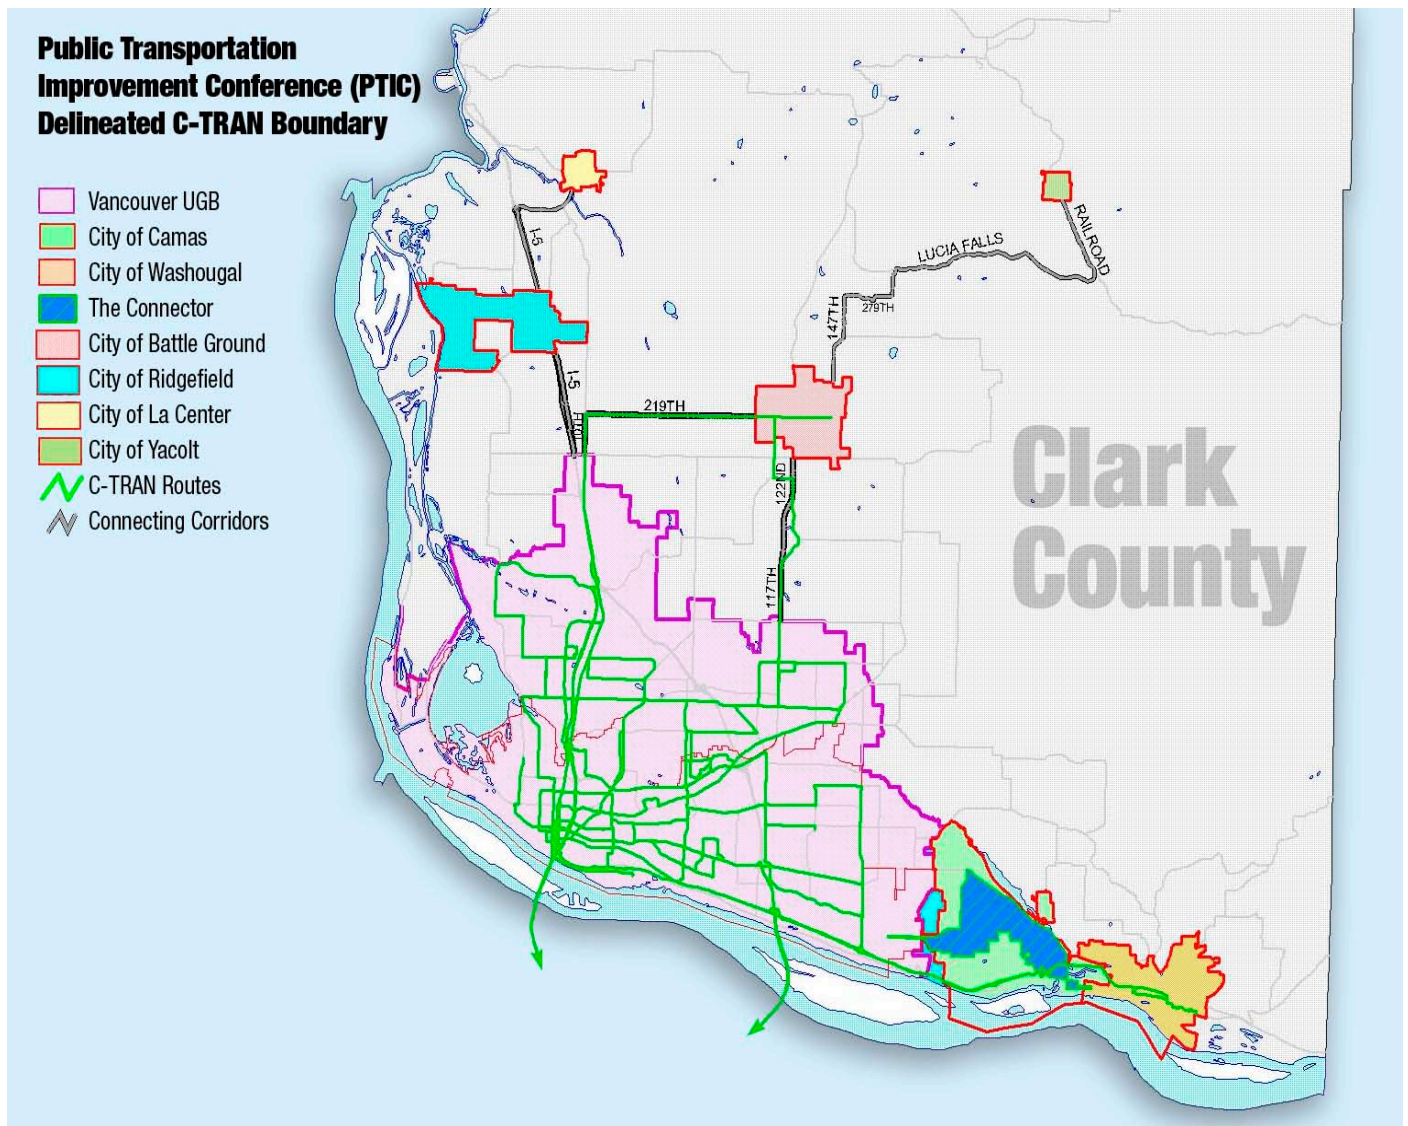 Public Transportation
Improvement Conference (PTIC)
Delineated C-TRAN Boundary
Vancouver UGB
City of Camas
City of Washougal
The Connector
City of Battle Ground
City of Ridgefield
City of La Center
City of Yacolt
C-TRAN Routes
Connecting Corridors
I-5
RAILROAD
LUCIA FALLS
279TH
147TH
I-5
219TH
10TH
122ND
117TH
Clark
County